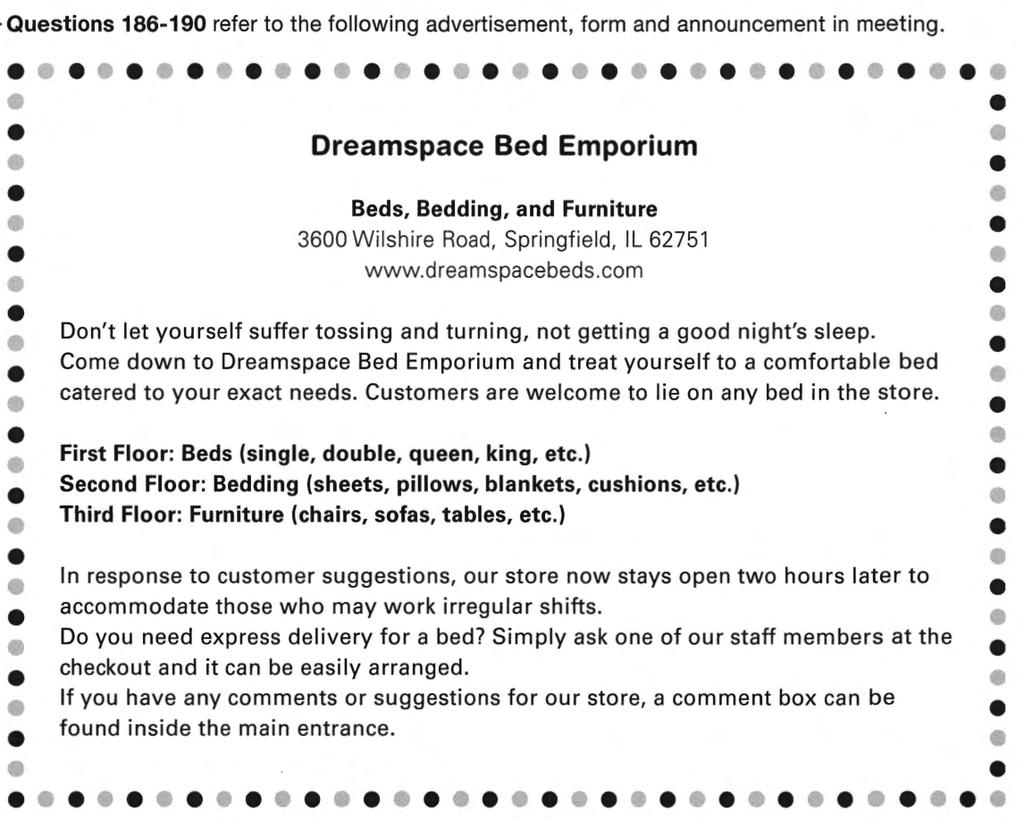 Questions 186-190 refer to the following advertisement, form and announcement in meeting.
Dreamspace Bed Emporium
Beds, Bedding, and Furniture
3600 Wilshire Road, Springfield, IL 62751
www.dreamspacebeds.com
Don't let yourself suffer tossing and turning, not getting a good night's sleep.
Come down to Dreamspace Bed Emporium and treat yourself to a comfortable bed
catered to your exact needs. Customers are welcome to lie on any bed in the store.
First Floor: Beds (single, double, queen, king, etc.)
Second Floor: Bedding (sheets, pillows, blankets, cushions, etc.)
Third Floor: Furniture (chairs, sofas, tables, etc.)
In response to customer suggestions, our store now stays open two hours later to
accommodate those who may work irregular shifts.
Do you need express delivery for a bed? Simply ask one of our staff members at the
checkout and it can be easily arranged.
If you have any comments or suggestions for our store, a comment box can be
found inside the main entrance.